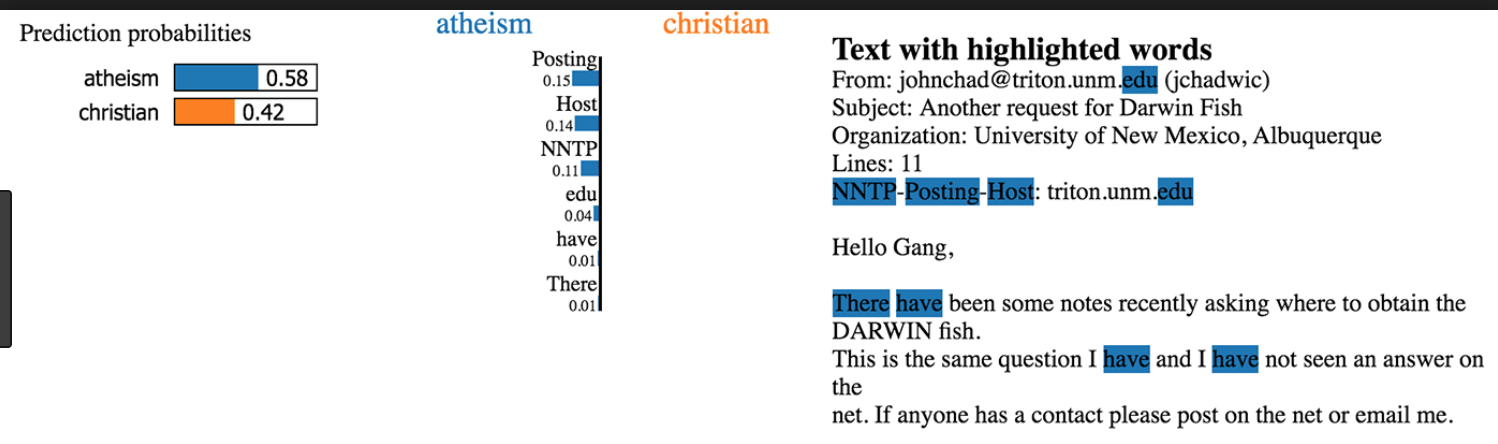 Prediction probabilities
atheism 0.58
christian 0.42
atheism christian
Posting
0.15
Host
0.14
NNTP
0.11
edu
0.04
have
0.01
There
0.01
Text with highlighted words
From: johnchad@triton.unm.edu (jchadwic)
Subject: Another request for Darwin Fish
Organization: University of New Mexico, Albuquerque
Lines: 11
NNTP-Posting-Host: triton.unm.edu
Hello Gang,
There have been some notes recently asking where to obtain the
DARWIN fish.
This is the same question I have and I have not seen an answer on
the
net. If anyone has a contact please post on the net or email me.